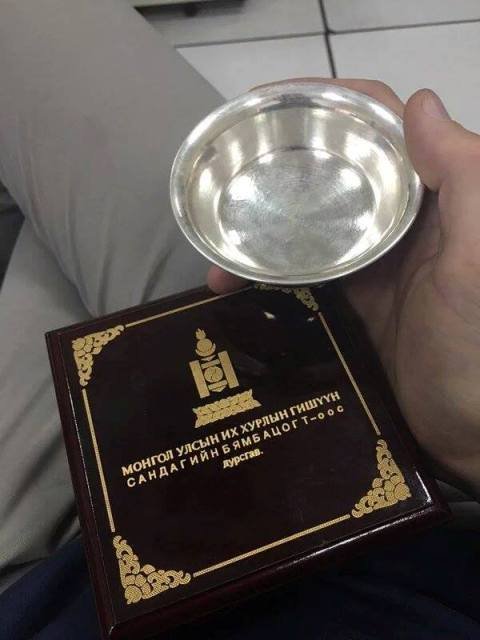 МОНГОЛ УЛСЫН ИХ ХУРЛЫН ГИШҮҮН
САНДАГИЙН БЯМБАЦОГТ-ООС
дурсгав.